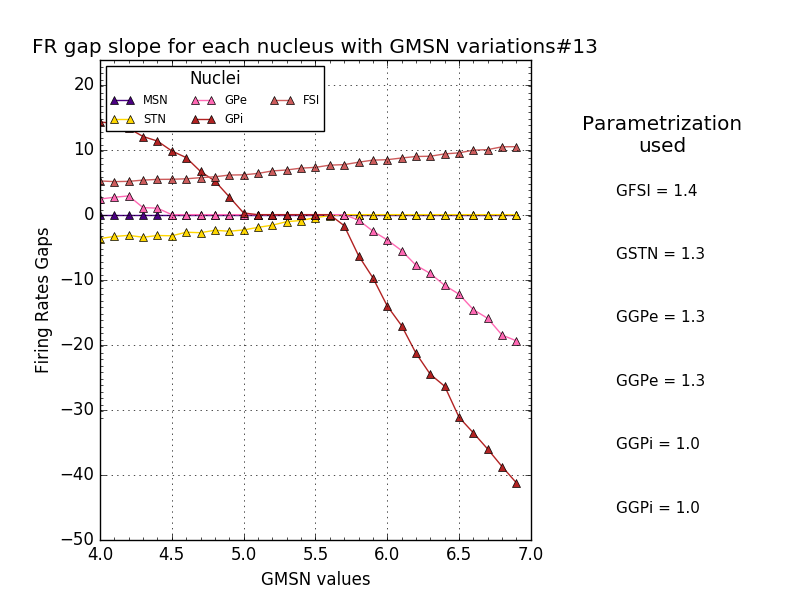 FR gap slope for each nucleus with GMSN variations#13
Nuclei
MSN GPe FSI
STN GPi
20
10
0
−10
−20
−30
−40
−50
Firing Rates Gaps
4.0 4.5 5.0 5.5 6.0 6.5 7.0
GMSN values
Parametrization
used
GFSI = 1.4
GSTN = 1.3
GGPe = 1.3
GGPe = 1.3
GGPi = 1.0
GGPi = 1.0